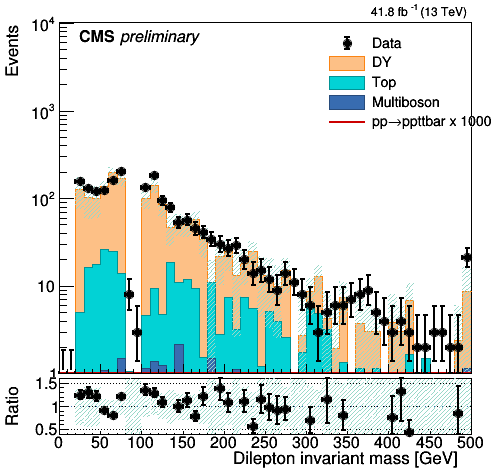 41.8 fb⁻¹ (13 TeV)
CMS preliminary
Events
10⁴
10³
10²
10
1
Data
DY
Top
Multiboson
pp→ppttbar x 1000
Ratio
1.5
1
0.5
0 50 100 150 200 250 300 350 400 450 500
Dilepton invariant mass [GeV]